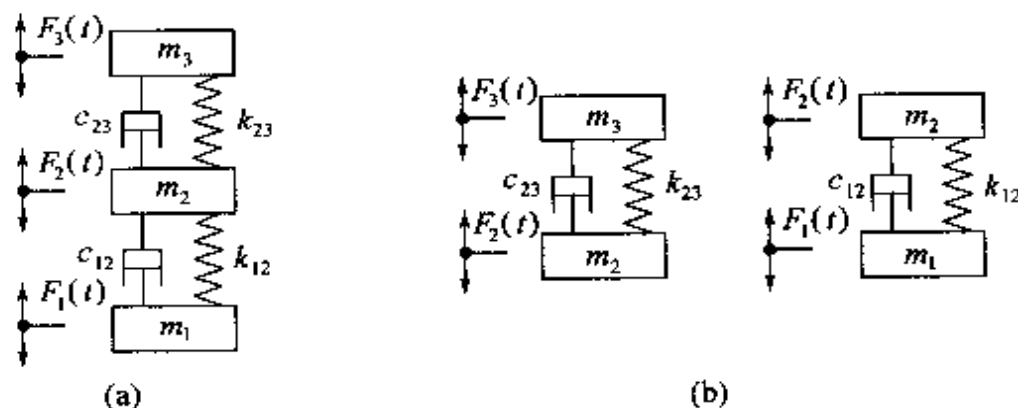 F₃(t)
m₃
c₂₃
k₂₃
F₂(t)
m₂
c₁₂
k₁₂
F₁(t)
m₁
(a)
F₃(t)
m₃
c₂₃
k₂₃
F₂(t)
m₂
F₂(t)
m₂
c₁₂
k₁₂
F₁(t)
m₁
(b)